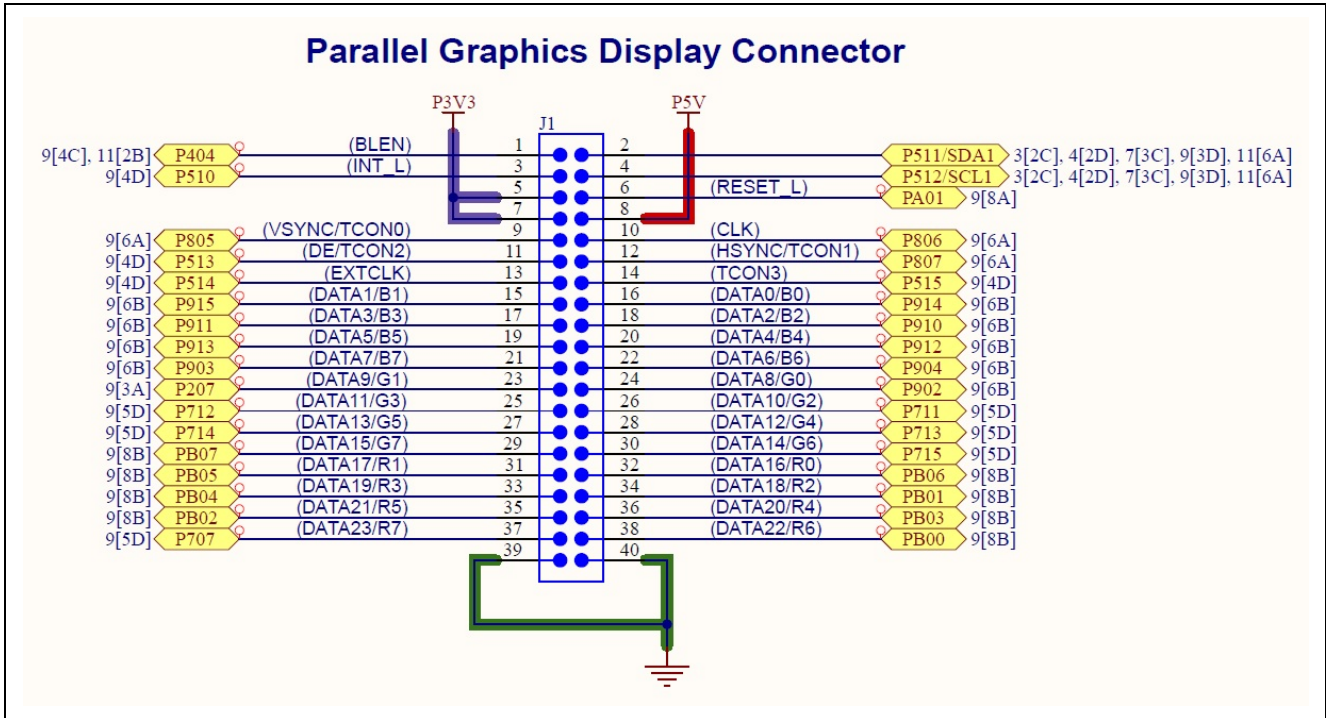 Parallel Graphics Display Connector
P3V3 P5V
J1
9[4C], 11[2B] P404 (BLEN) 1 2 P511/SDA1 3[2C], 4[2D], 7[3C], 9[3D], 11[6A]
9[4D] P510 (INT_L) 3 4 P512/SCL1 3[2C], 4[2D], 7[3C], 9[3D], 11[6A]
5 6 (RESET_L) PA01 9[8A]
7 8
9[6A] P805 (VSYNC/TCON0) 9 10 (CLK) P806 9[6A]
9[4D] P513 (DE/TCON2) 11 12 (HSYNC/TCON1) P807 9[6A]
9[4D] P514 (EXTCLK) 13 14 (TCON3) P515 9[4D]
9[6B] P915 (DATA1/B1) 15 16 (DATA0/B0) P914 9[6B]
9[6B] P911 (DATA3/B3) 17 18 (DATA2/B2) P910 9[6B]
9[6B] P913 (DATA5/B5) 19 20 (DATA4/B4) P912 9[6B]
9[6B] P903 (DATA7/B7) 21 22 (DATA6/B6) P904 9[6B]
9[3A] P207 (DATA9/G1) 23 24 (DATA8/G0) P902 9[6B]
9[5D] P712 (DATA11/G3) 25 26 (DATA10/G2) P711 9[5D]
9[5D] P714 (DATA13/G5) 27 28 (DATA12/G4) P713 9[5D]
9[8B] PB07 (DATA15/G7) 29 30 (DATA14/G6) P715 9[5D]
9[8B] PB05 (DATA17/R1) 31 32 (DATA16/R0) PB06 9[8B]
9[8B] PB04 (DATA19/R3) 33 34 (DATA18/R2) PB01 9[8B]
9[8B] PB02 (DATA21/R5) 35 36 (DATA20/R4) PB03 9[8B]
9[5D] P707 (DATA23/R7) 37 38 (DATA22/R6) PB00 9[8B]
39 40